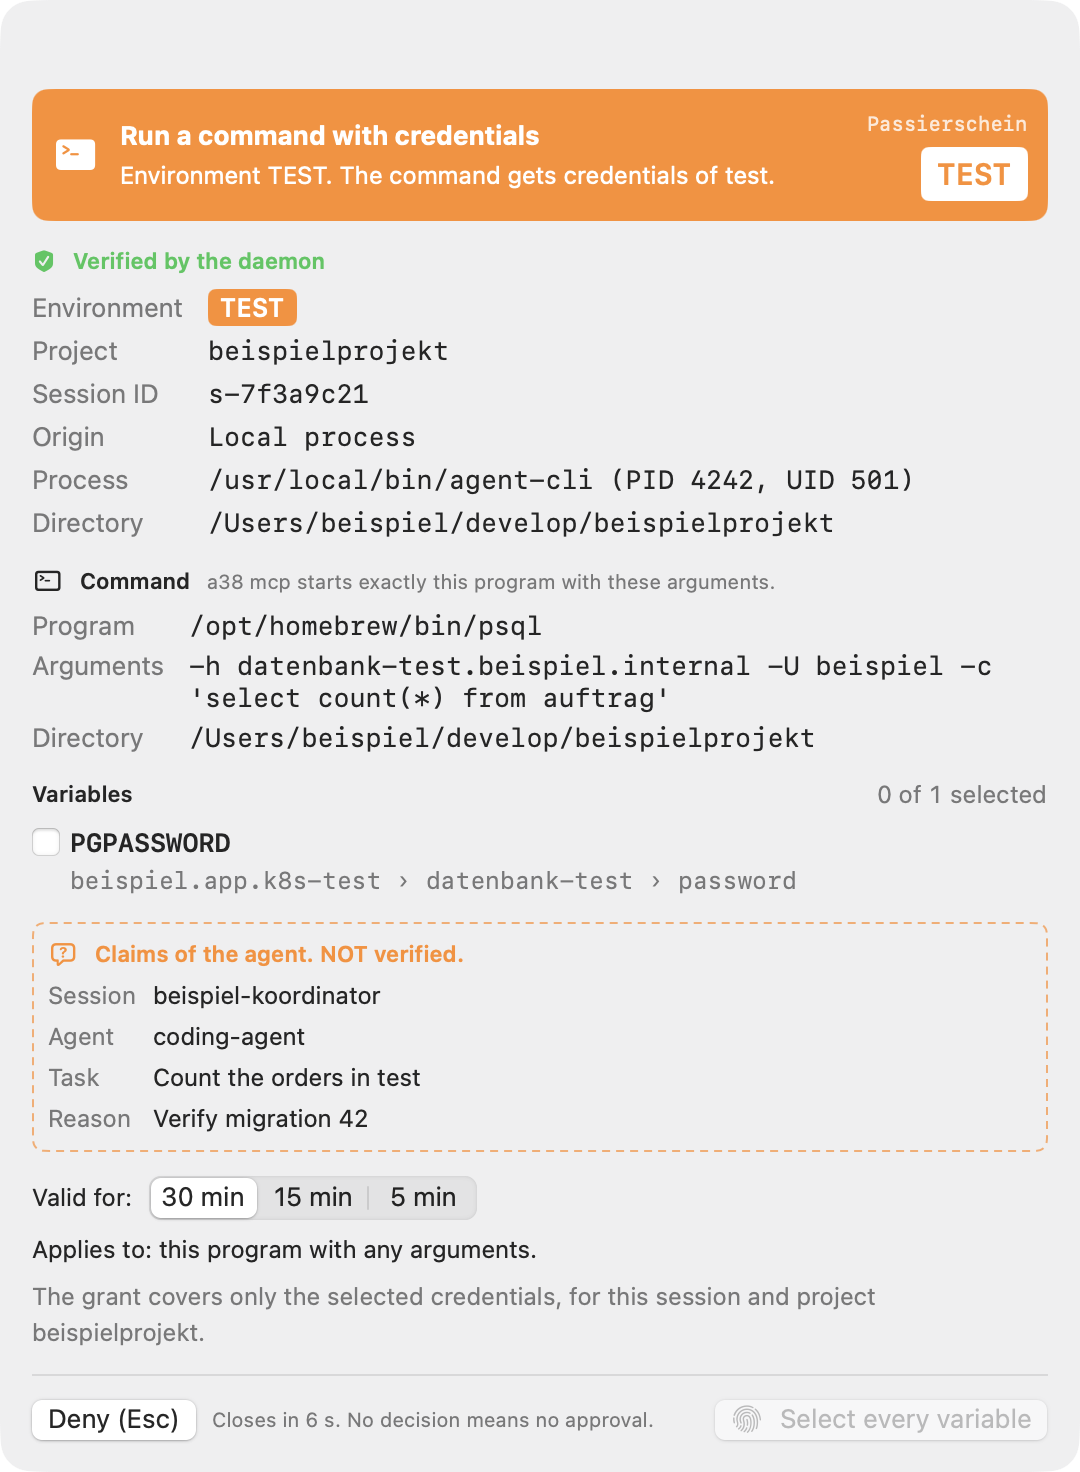 Run a command with credentials
Environment TEST. The command gets credentials of test.
Passierschein
TEST
Verified by the daemon
Environment TEST
Project beispielprojekt
Session ID s-7f3a9c21
Origin Local process
Process /usr/local/bin/agent-cli (PID 4242, UID 501)
Directory /Users/beispiel/develop/beispielprojekt
Command a38 mcp starts exactly this program with these arguments.
Program /opt/homebrew/bin/psql
Arguments -h datenbank-test.beispiel.internal -U beispiel -c
'select count(*) from auftrag'
Directory /Users/beispiel/develop/beispielprojekt
Variables 0 of 1 selected
PGPASSWORD
beispiel.app.k8s-test › datenbank-test › password
Claims of the agent. NOT verified.
Session beispiel-koordinator
Agent coding-agent
Task Count the orders in test
Reason Verify migration 42
Valid for: 30 min 15 min 5 min
Applies to: this program with any arguments.
The grant covers only the selected credentials, for this session and project
beispielprojekt.
Deny (Esc) Closes in 6 s. No decision means no approval. Select every variable